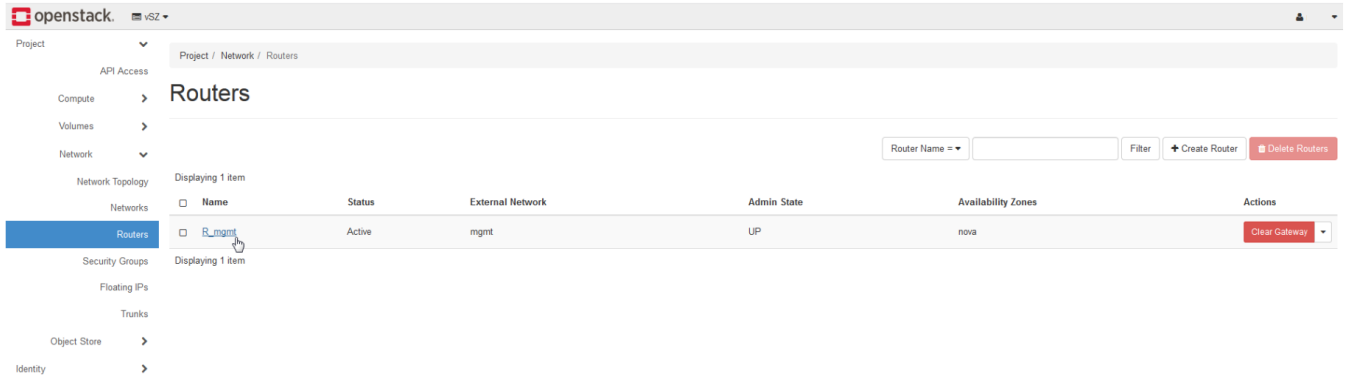 openstack. vSZ
Project
Project / Network / Routers
API Access
Routers
Compute
Volumes
Router Name = Filter + Create Router Delete Routers
Network
Network Topology
Displaying 1 item
Networks
Name Status External Network Admin State Availability Zones Actions
Routers
R_mgmt Active mgmt UP nova Clear Gateway
Security Groups
Displaying 1 item
Floating IPs
Trunks
Object Store
Identity